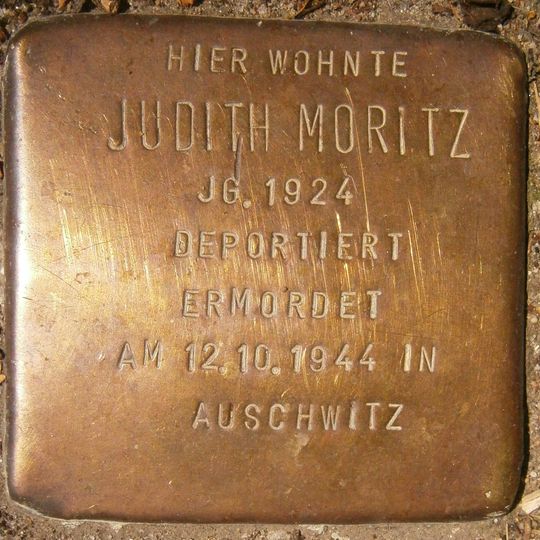 HIER WOHNTE
JUDITH MORITZ
JG. 1924
DEPORTIERT
ERMORDET
AM 12.10.1944 IN
AUSCHWITZ